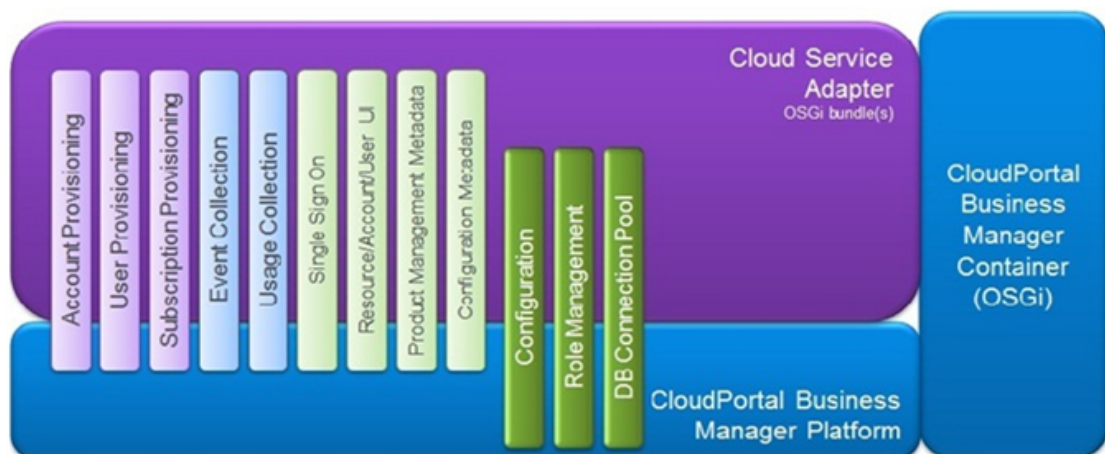 Cloud Service
Adapter
OSGi bundle(s)
Account Provisioning
User Provisioning
Subscription Provisioning
Event Collection
Usage Collection
Single Sign On
Resource/Account/User UI
Product Management Metadata
Configuration Metadata
Configuration
Role Management
DB Connection Pool
CloudPortal Business
Manager Platform
CloudPortal
Business
Manager
Container
(OSGi)